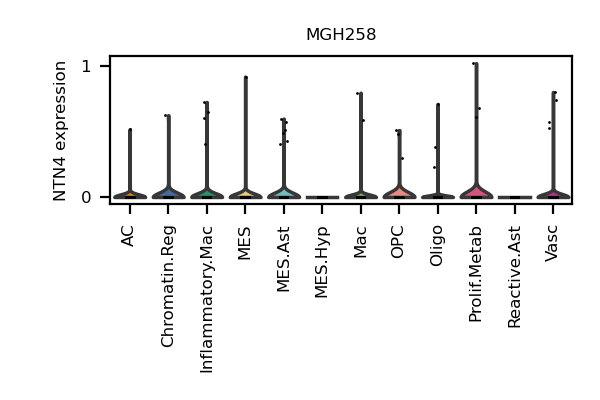 MGH258
NTN4 expression
1
0
AC
Chromatin.Reg
Inflammatory.Mac
MES
MES.Ast
MES.Hyp
Mac
OPC
Oligo
Prolif.Metab
Reactive.Ast
Vasc